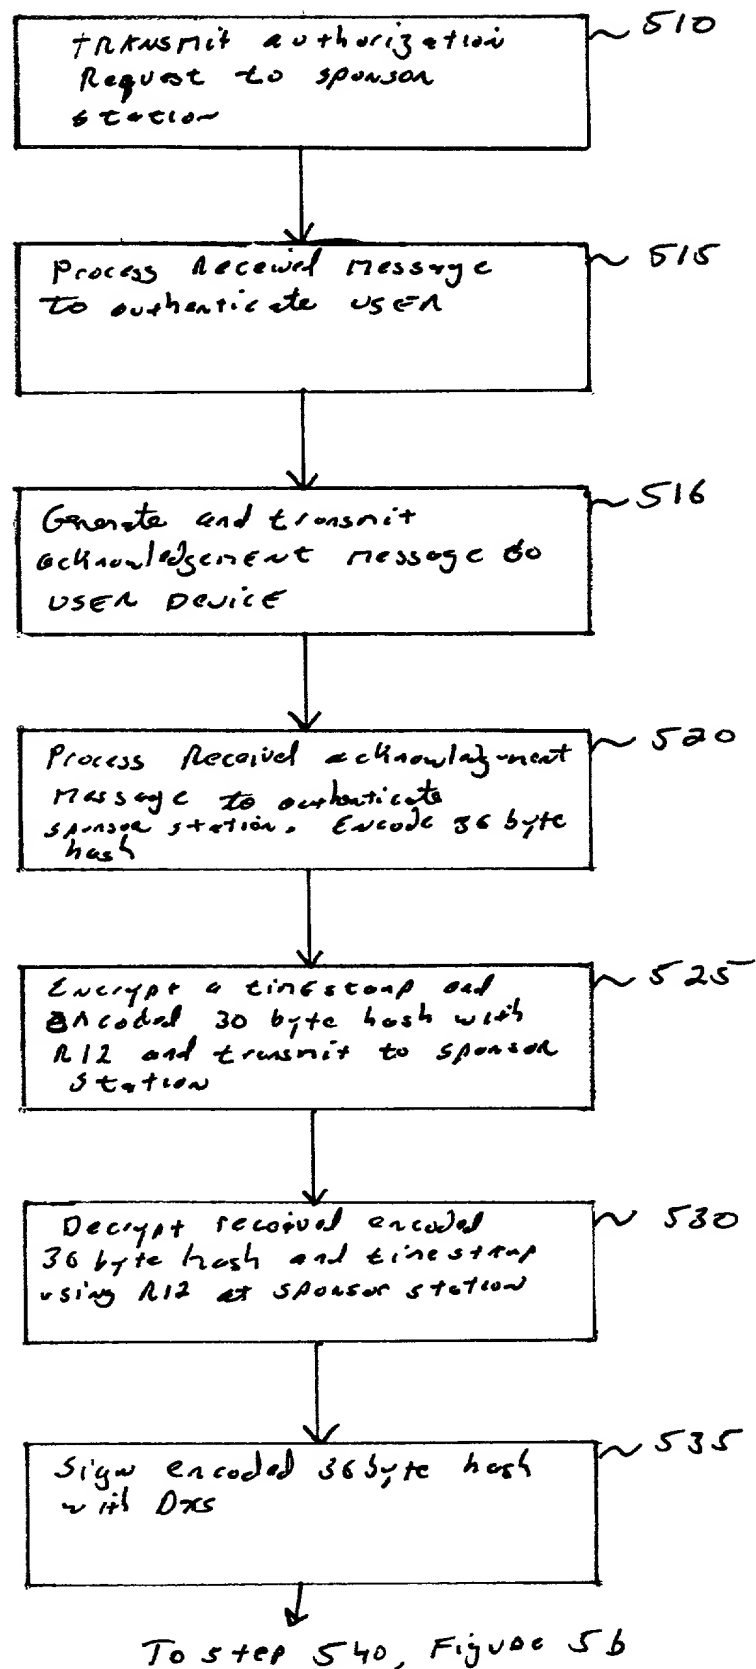 TRANSMIT authorization
Request to sponsor
station
510
Process Received Message
to authenticate USER
515
Generate and transmit
acknowledgement Message to
USER DEVICE
516
Process Received acknowledgment
Message to authenticate
sponsor station. Encode 36 byte
hash
520
Encrypt a timestamp and
encoded 30 byte hash with
R12 and transmit to sponsor
station
525
Decrypt received encoded
36 byte hash and timestamp
using R12 at sponsor station
530
Sign encoded 36 byte hash
with Dxs
535
To step 540, Figure 5b